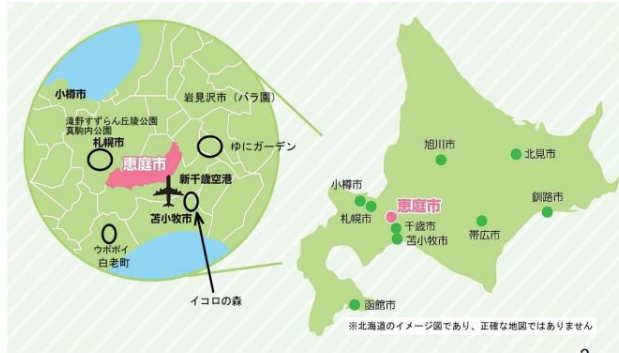 小樽市
岩見沢市（バラ園）
滝野すずらん丘陵公園
真駒内公園
札幌市
恵庭市
ゆにガーデン
新千歳空港
苫小牧市
ウポポイ
白老町
イコロの森
旭川市
北見市
小樽市
札幌市
恵庭市
千歳市
苫小牧市
帯広市
釧路市
函館市
※北海道のイメージ図であり、正確な地図ではありません